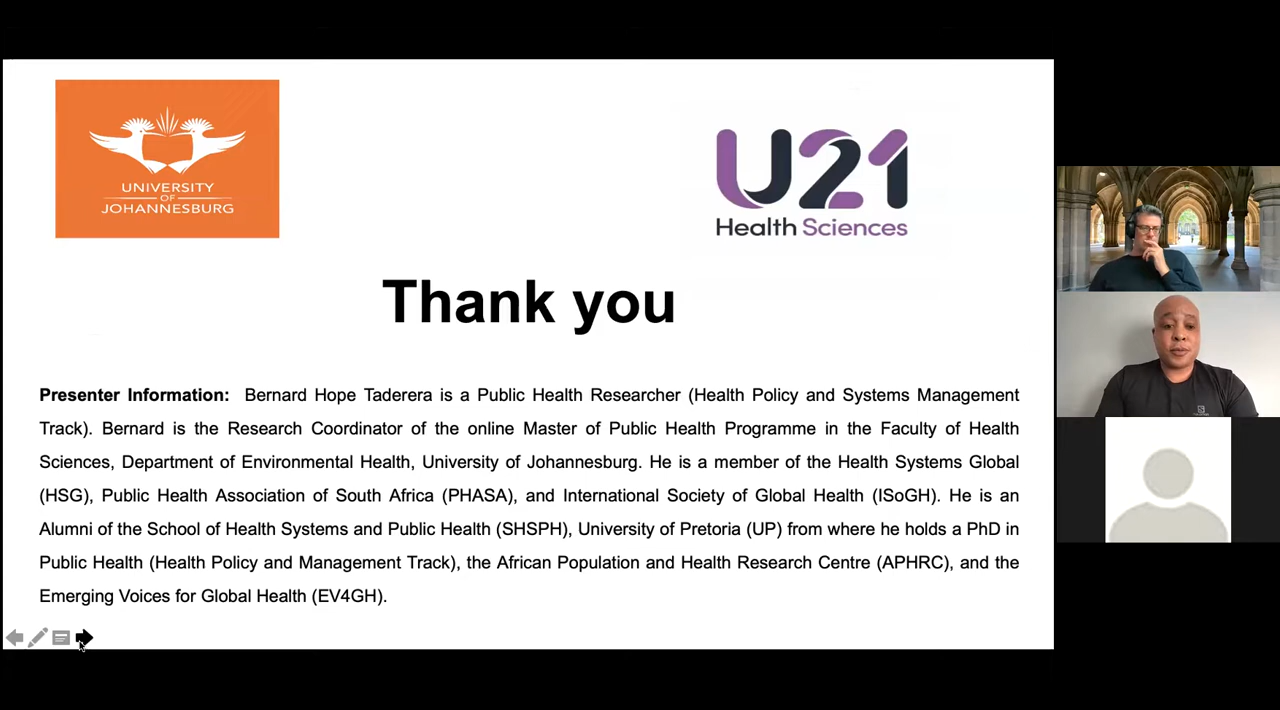 UNIVERSITY
OF
JOHANNESBURG
U21
Health Sciences
Thank you
Presenter Information: Bernard Hope Taderera is a Public Health Researcher (Health Policy and Systems Management
Track). Bernard is the Research Coordinator of the online Master of Public Health Programme in the Faculty of Health
Sciences, Department of Environmental Health, University of Johannesburg. He is a member of the Health Systems Global
(HSG), Public Health Association of South Africa (PHASA), and International Society of Global Health (ISoGH). He is an
Alumni of the School of Health Systems and Public Health (SHSPH), University of Pretoria (UP) from where he holds a PhD in
Public Health (Health Policy and Management Track), the African Population and Health Research Centre (APHRC), and the
Emerging Voices for Global Health (EV4GH).